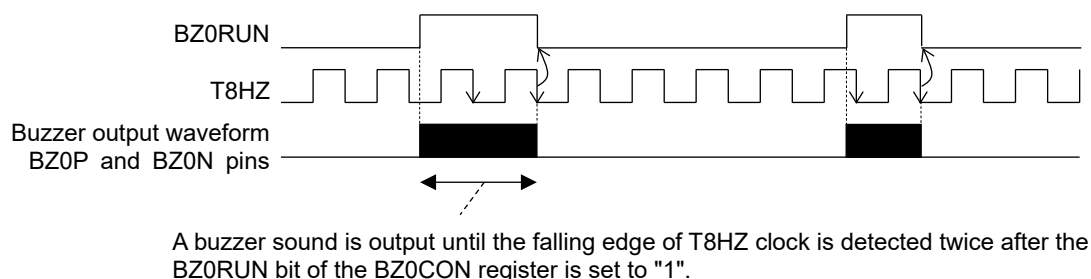 BZ0RUN
T8HZ
Buzzer output waveform
BZ0P and BZ0N pins
A buzzer sound is output until the falling edge of T8HZ clock is detected twice after the
BZ0RUN bit of the BZ0CON register is set to "1".